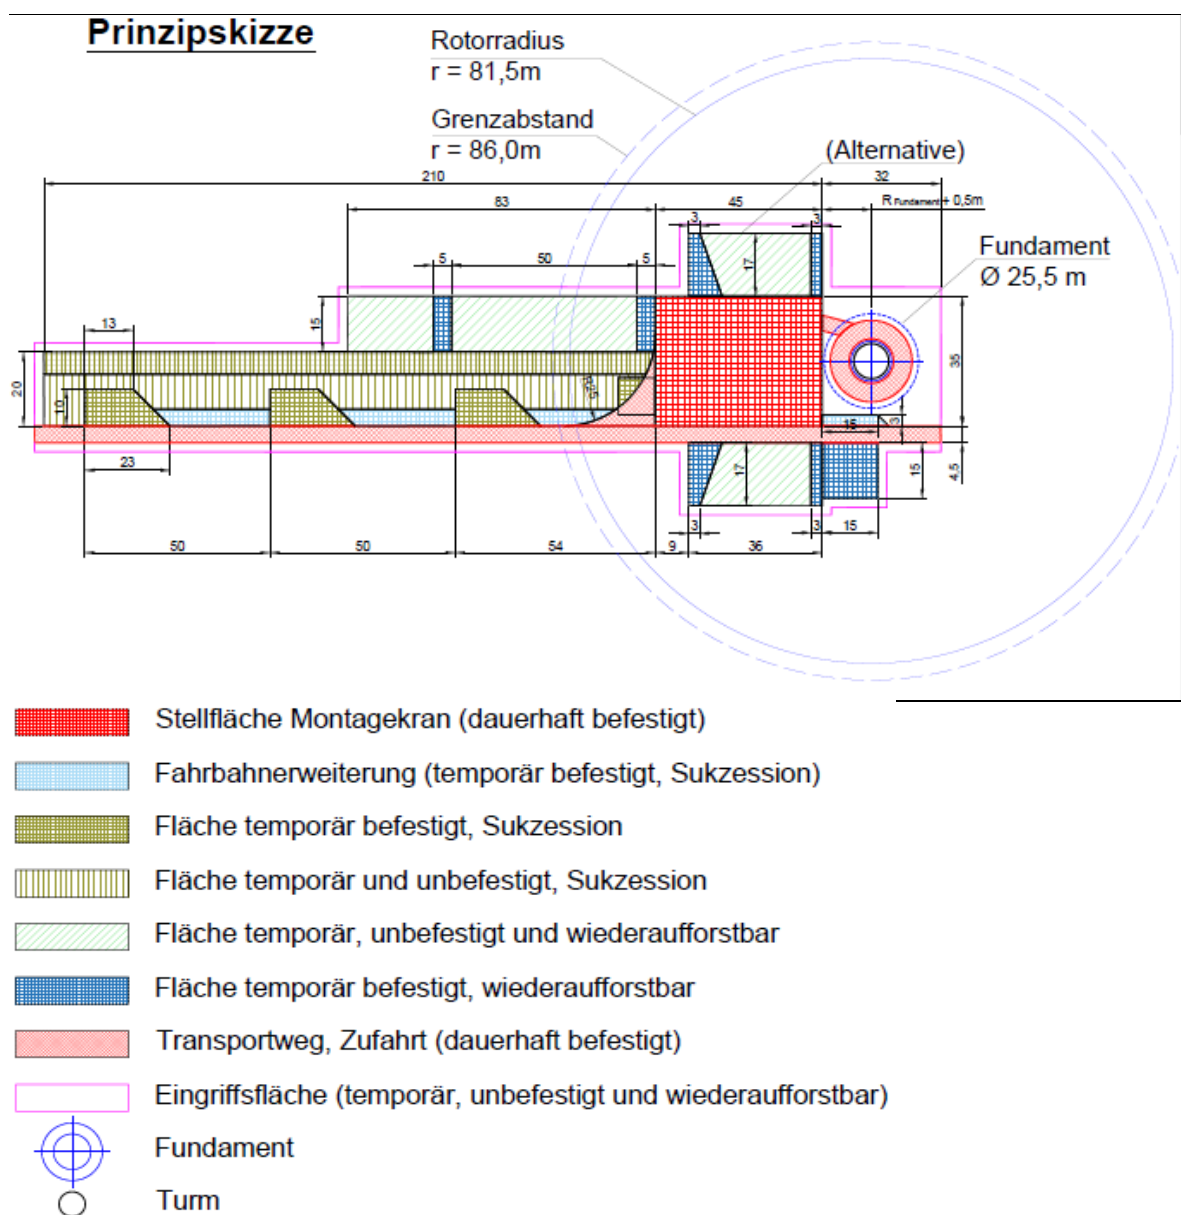 Prinzipskizze
Rotorradius
r = 81,5m
Grenzabstand
r = 86,0m
(Alternative)
210
32
83
45
R Fundament + 0,5m
3
3
Fundament
Ø 25,5 m
5
50
5
17
13
15
35
20
10
R25
3
15
23
17
15
4,5
3
3
15
50
50
54
9
36
Stellfläche Montagekran (dauerhaft befestigt)
Fahrbahnerweiterung (temporär befestigt, Sukzession)
Fläche temporär befestigt, Sukzession
Fläche temporär und unbefestigt, Sukzession
Fläche temporär, unbefestigt und wiederaufforstbar
Fläche temporär befestigt, wiederaufforstbar
Transportweg, Zufahrt (dauerhaft befestigt)
Eingriffsfläche (temporär, unbefestigt und wiederaufforstbar)
Fundament
Turm